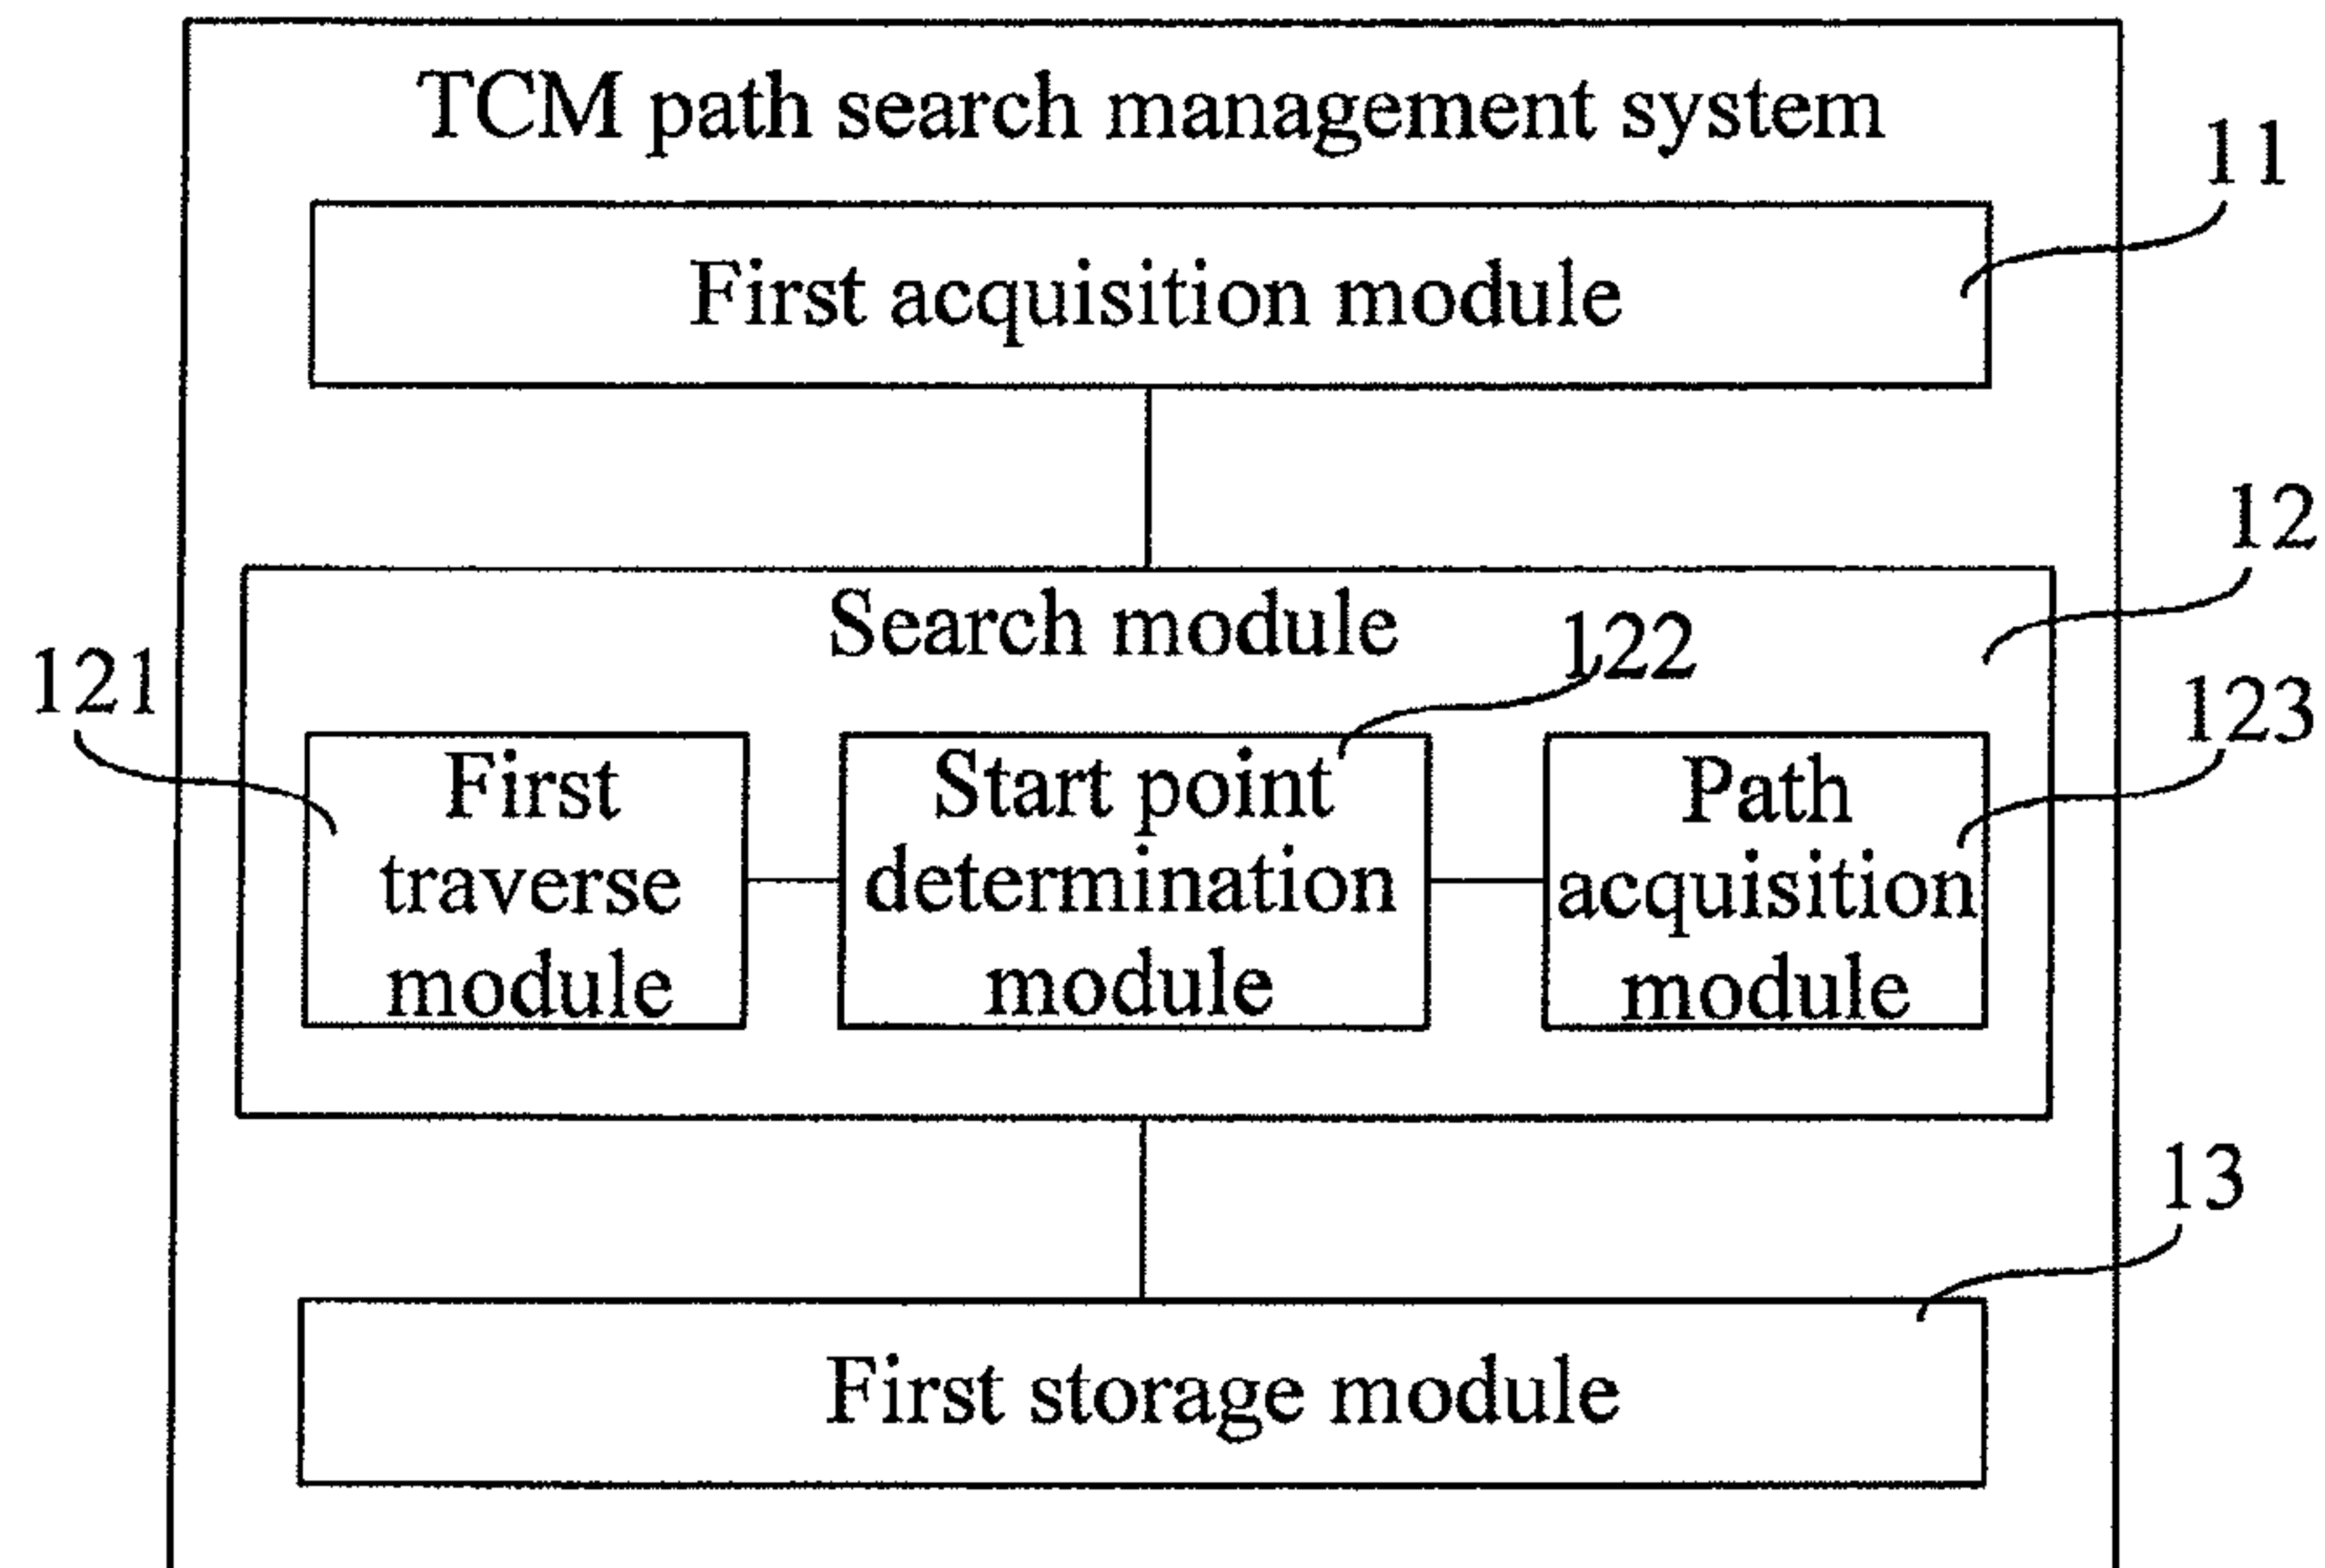 TCM path search management system
11
First acquisition module
12
Search module
122
121
123
First
traverse
module
Start point
determination
module
Path
acquisition
module
13
First storage module